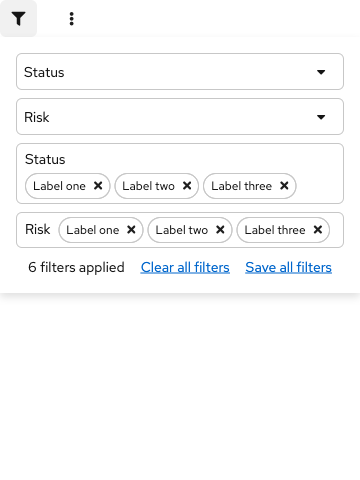 Status
Risk
Status
Label one Label two Label three
Risk Label one Label two Label three
6 filters applied Clear all filters Save all filters